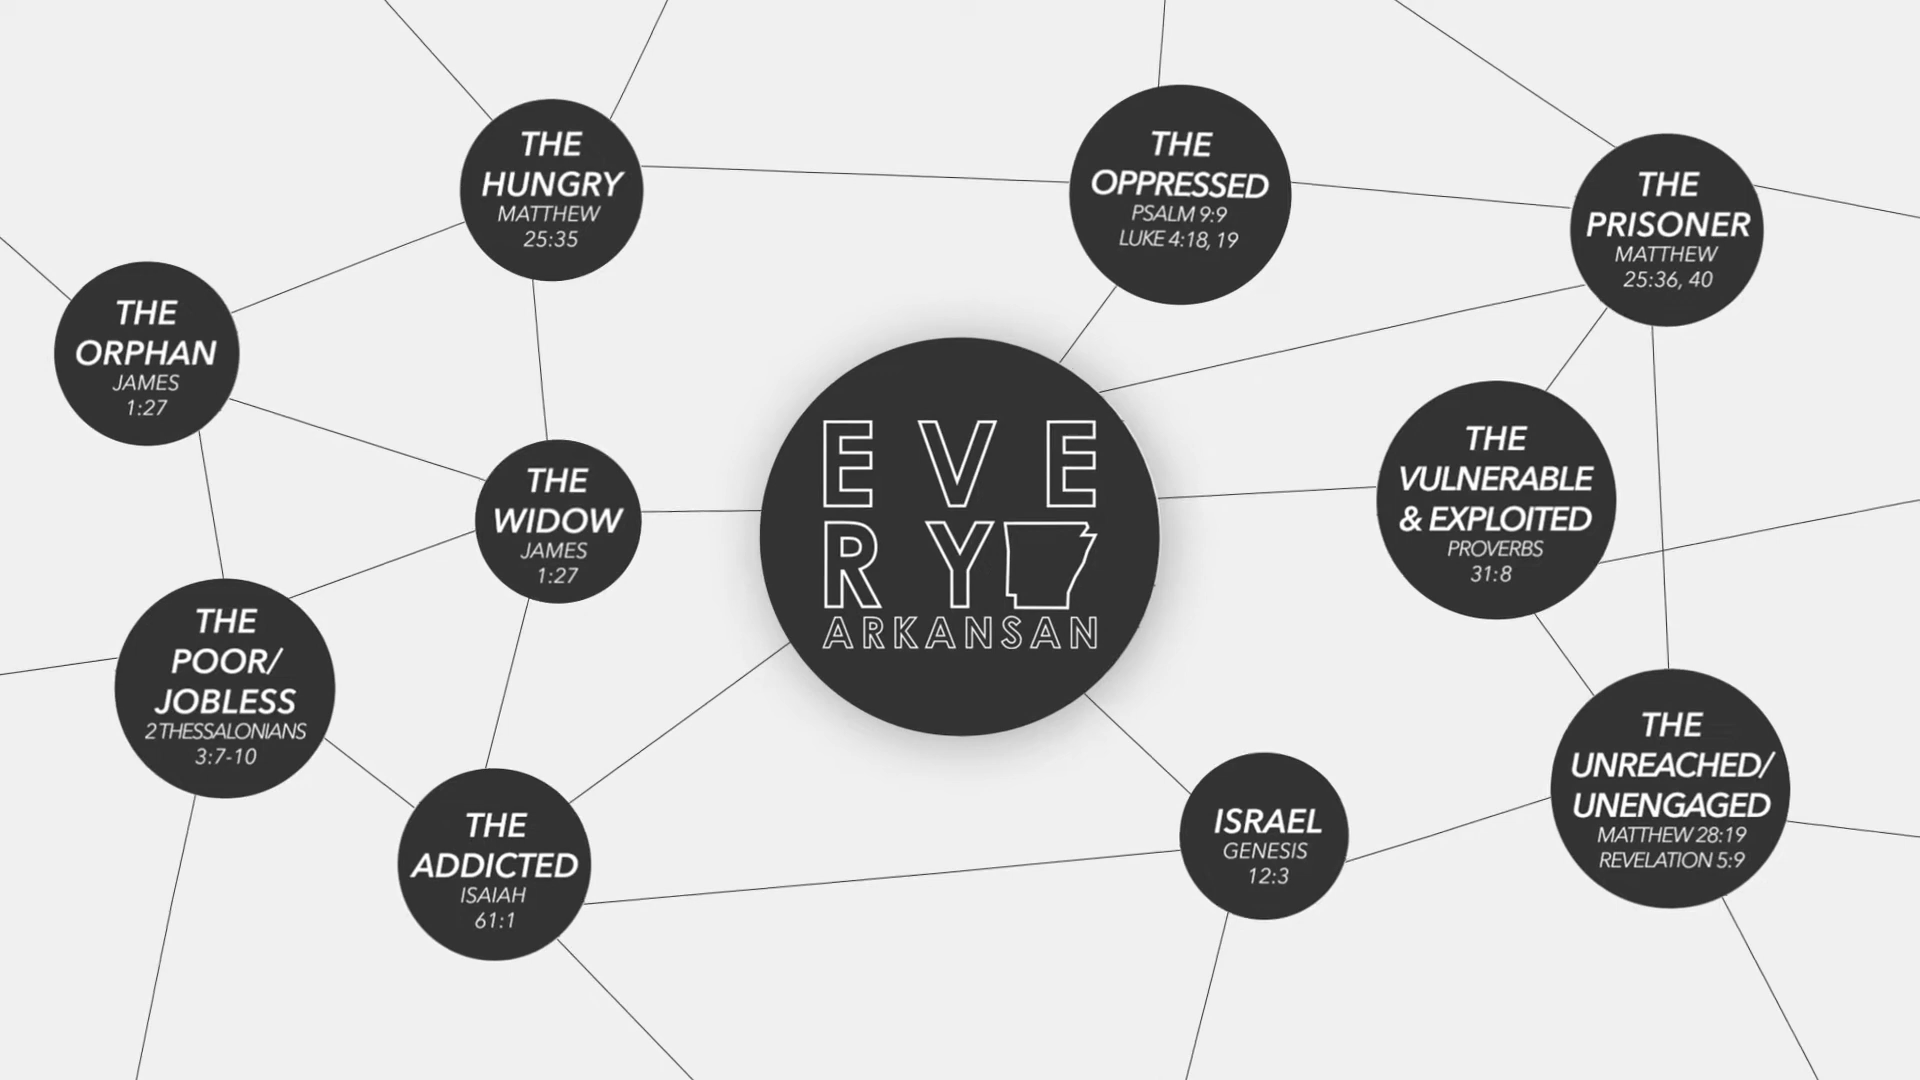 THE
HUNGRY
MATTHEW
25:35
THE
OPPRESSED
PSALM 9:9
LUKE 4:18, 19
THE
PRISONER
MATTHEW
25:36, 40
THE
ORPHAN
JAMES
1:27
THE
WIDOW
JAMES
1:27
EVE
RY
ARKANSAN
THE
VULNERABLE
& EXPLOITED
PROVERBS
31:8
THE
POOR/
JOBLESS
2 THESSALONIANS
3:7-10
THE
ADDICTED
ISAIAH
61:1
ISRAEL
GENESIS
12:3
THE
UNREACHED/
UNENGAGED
MATTHEW 28:19
REVELATION 5:9